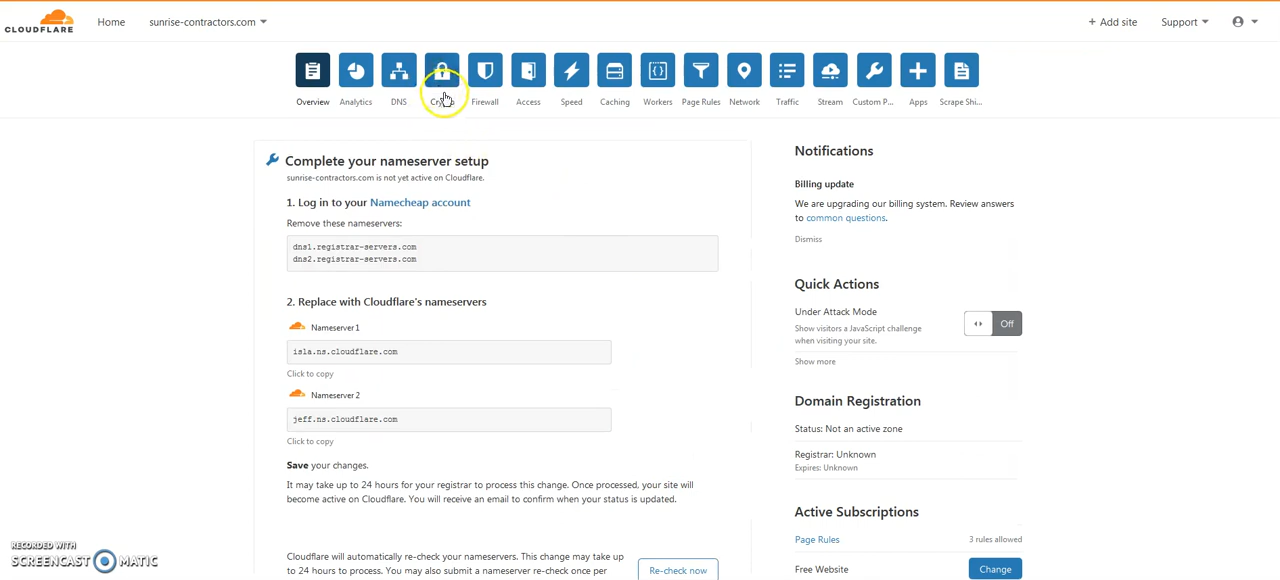 CLOUDFLARE
Home
sunrise-contractors.com
+ Add site
Support
Overview
Analytics
DNS
Firewall
Access
Speed
Caching
Workers
Page Rules
Network
Traffic
Stream
Custom P...
Apps
Scrape Shi...
Complete your nameserver setup
sunrise-contractors.com is not yet active on Cloudflare.
1. Log in to your Namecheap account
Remove these nameservers:
dns1.registrar-servers.com
dns2.registrar-servers.com
2. Replace with Cloudflare's nameservers
Nameserver 1
isla.ns.cloudflare.com
Click to copy
Nameserver 2
jeff.ns.cloudflare.com
Click to copy
Save your changes.
It may take up to 24 hours for your registrar to process this change. Once processed, your site will
become active on Cloudflare. You will receive an email to confirm when your status is updated.
Cloudflare will automatically re-check your nameservers. This change may take up
to 24 hours to process. You may also submit a nameserver re-check once per
Re-check now
Notifications
Billing update
We are upgrading our billing system. Review answers
to common questions.
Dismiss
Quick Actions
Under Attack Mode
Show visitors a JavaScript challenge
when visiting your site.
Off
Show more
Domain Registration
Status: Not an active zone
Registrar: Unknown
Expires: Unknown
Active Subscriptions
Page Rules
3 rules allowed
Free Website
Change
RECORDED WITH
SCREENCAST MATIC